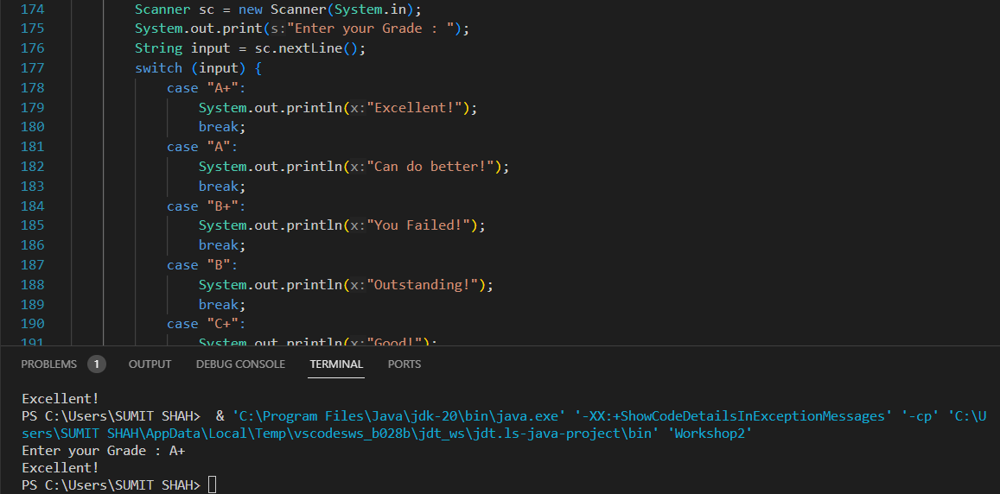 174 Scanner sc = new Scanner(System.in);
175 System.out.print(s:"Enter your Grade : ");
176 String input = sc.nextLine();
177 switch (input) {
178 case "A+":
179 System.out.println(x:"Excellent!");
180 break;
181 case "A":
182 System.out.println(x:"Can do better!");
183 break;
184 case "B+":
185 System.out.println(x:"You Failed!");
186 break;
187 case "B":
188 System.out.println(x:"Outstanding!");
189 break;
190 case "C+":
191 System.out.println(x:"Good!");
PROBLEMS 1 OUTPUT DEBUG CONSOLE TERMINAL PORTS
Excellent!
PS C:\Users\SUMIT SHAH>  & 'C:\Program Files\Java\jdk-20\bin\java.exe' '-XX:+ShowCodeDetailsInExceptionMessages' '-cp' 'C:\U
sers\SUMIT SHAH\AppData\Local\Temp\vscodesws_b028b\jdt_ws\jdt.ls-java-project\bin' 'Workshop2'
Enter your Grade : A+
Excellent!
PS C:\Users\SUMIT SHAH>